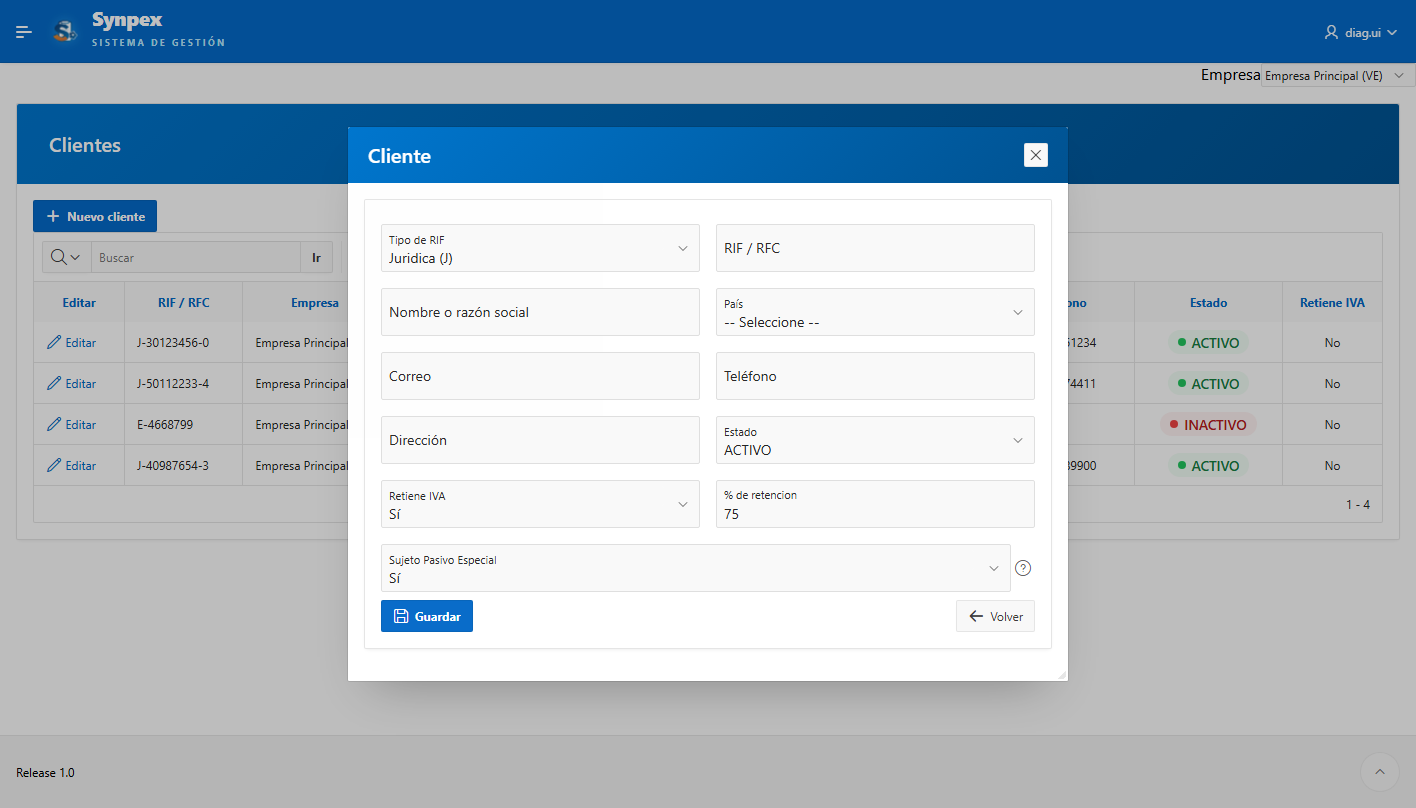 Synpex
SISTEMA DE GESTIÓN
diag.ui
Empresa Empresa Principal (VE)
Clientes
Nuevo cliente
Buscar
Ir
Editar RIF / RFC Empresa
Estado Retiene IVA
Editar J-30123456-0 Empresa Principal
ACTIVO No
Editar J-50112233-4 Empresa Principal
4411 ACTIVO No
Editar E-4668799 Empresa Principal
INACTIVO No
Editar J-40987654-3 Empresa Principal
9900 ACTIVO No
1 - 4
Cliente
Tipo de RIF
Juridica (J)
RIF / RFC
Nombre o razón social
País
-- Seleccione --
Correo
Teléfono
Dirección
Estado
ACTIVO
Retiene IVA
Sí
% de retencion
75
Sujeto Pasivo Especial
Sí
?
Guardar
Volver
Release 1.0